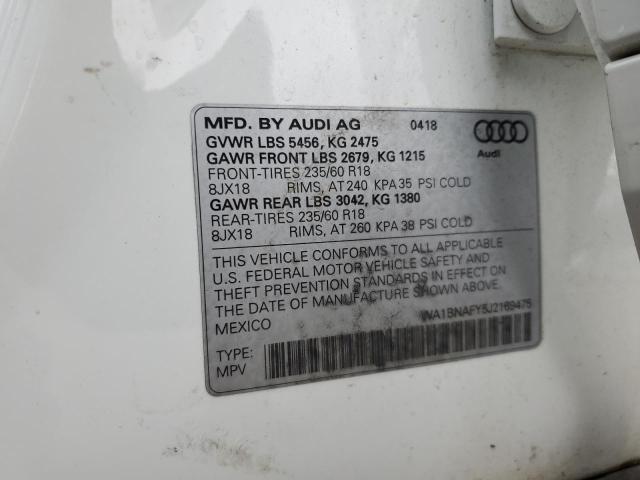 MFD. BY AUDI AG 0418
GVWR LBS 5456, KG 2475
GAWR FRONT LBS 2679, KG 1215
FRONT-TIRES 235/60 R18
8JX18 RIMS, AT 240 KPA 35 PSI COLD
GAWR REAR LBS 3042, KG 1380
REAR-TIRES 235/60 R18
8JX18 RIMS, AT 260 KPA 38 PSI COLD
Audi
THIS VEHICLE CONFORMS TO ALL APPLICABLE
U.S. FEDERAL MOTOR VEHICLE SAFETY AND
THEFT PREVENTION STANDARDS IN EFFECT ON
THE DATE OF MANUFACTURE SHOWN ABOVE.
MEXICO
WA1BNAFY5J2169475
TYPE:
MPV